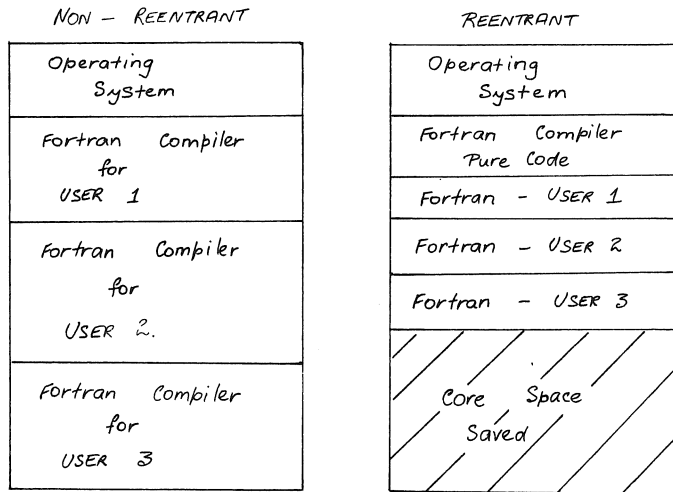 NON - REENTRANT
Operating
System
Fortran Compiler
for
USER 1
Fortran Compiler
for
USER 2.
Fortran Compiler
for
USER 3
REENTRANT
Operating
System
Fortran Compiler
Pure Code
Fortran - USER 1
Fortran - USER 2
Fortran - USER 3
Core Space
Saved